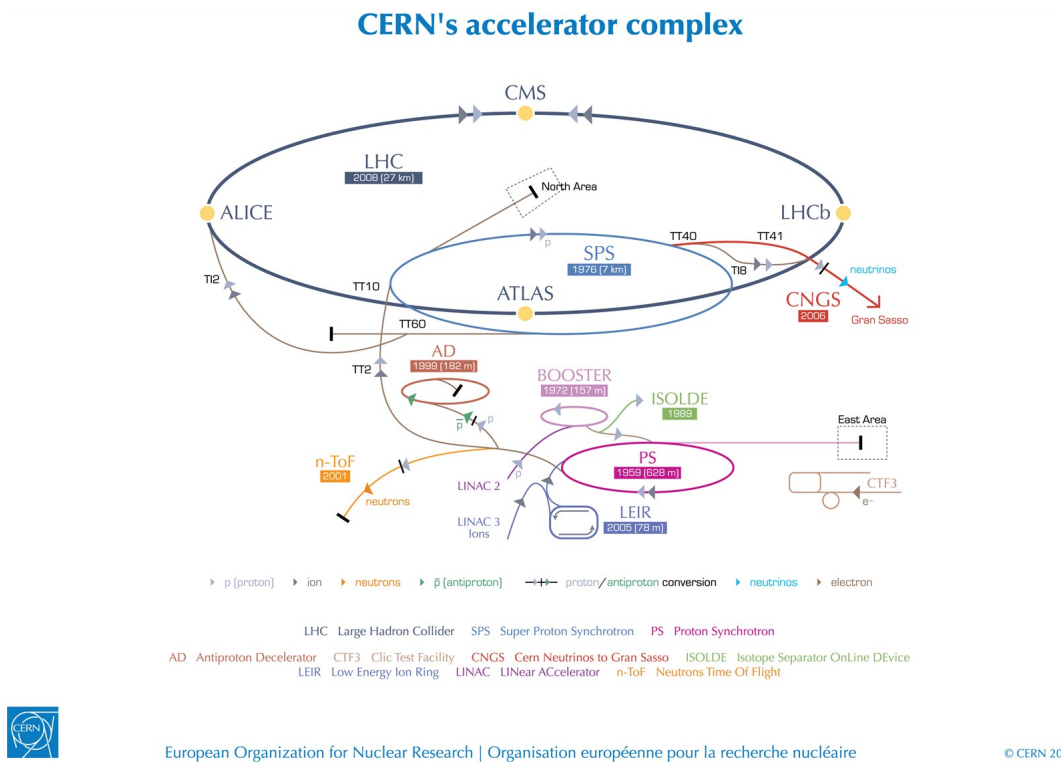 CERN's accelerator complex
CMS
LHC
2008 (27 km)
North Area
ALICE
LHCb
p
TT40
TT41
SPS
1976 (7 km)
TI2
TI8
neutrinos
TT10
ATLAS
CNGS
2006
Gran Sasso
TT60
AD
1999 (182 m)
TT2
BOOSTER
1972 (157 m)
ISOLDE
1989
p̅
p
East Area
n-ToF
2001
PS
1959 (628 m)
p
LINAC 2
neutrons
CTF3
e-
LEIR
2005 (78 m)
LINAC 3
Ions
p (proton) ion neutrons p̅ (antiproton) proton/antiproton conversion neutrinos electron
LHC Large Hadron Collider SPS Super Proton Synchrotron PS Proton Synchrotron
AD Antiproton Decelerator CTF3 Clic Test Facility CNGS Cern Neutrinos to Gran Sasso ISOLDE Isotope Separator OnLine DEvice
LEIR Low Energy Ion Ring LINAC LINear ACcelerator n-ToF Neutrons Time Of Flight
CERN
European Organization for Nuclear Research | Organisation européenne pour la recherche nucléaire
© CERN 20